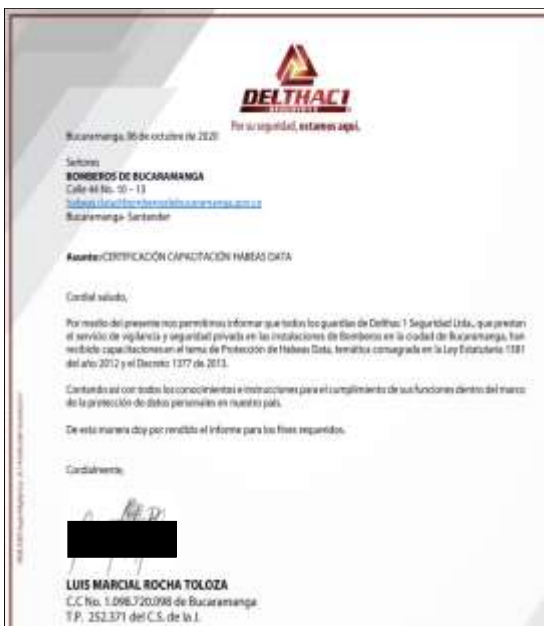 DELTHAC1
SEGURIDAD
Por su seguridad, estamos aquí.
Bucaramanga, 06 de octubre de 2020
Señores
BOMBEROS DE BUCARAMANGA
Calle 44 No. 10 – 13
habeas.data@bomberosdebucaramanga.gov.co
Bucaramanga- Santander
Asunto: CERTIFICACIÓN CAPACITACIÓN HABEAS DATA
Cordial saludo,
Por medio del presente nos permitimos informar que todos los guardas de Delthac 1 Seguridad Ltda., que prestan
el servicio de vigilancia y seguridad privada en las instalaciones de Bomberos en la ciudad de Bucaramanga, han
recibido capacitaciones en el tema de Protección de Habeas Data, temática consagrada en la Ley Estatutaria 1581
del año 2012 y el Decreto 1377 de 2013.
Contando así con todos los conocimientos e instrucciones para el cumplimiento de sus funciones dentro del marco
de la protección de datos personales en nuestro país.
De esta manera doy por rendido el informe para los fines requeridos.
Cordialmente,
LUIS MARCIAL ROCHA TOLOZA
C.C No. 1.098.720.098 de Bucaramanga
T.P. 252.371 del C.S. de la J.